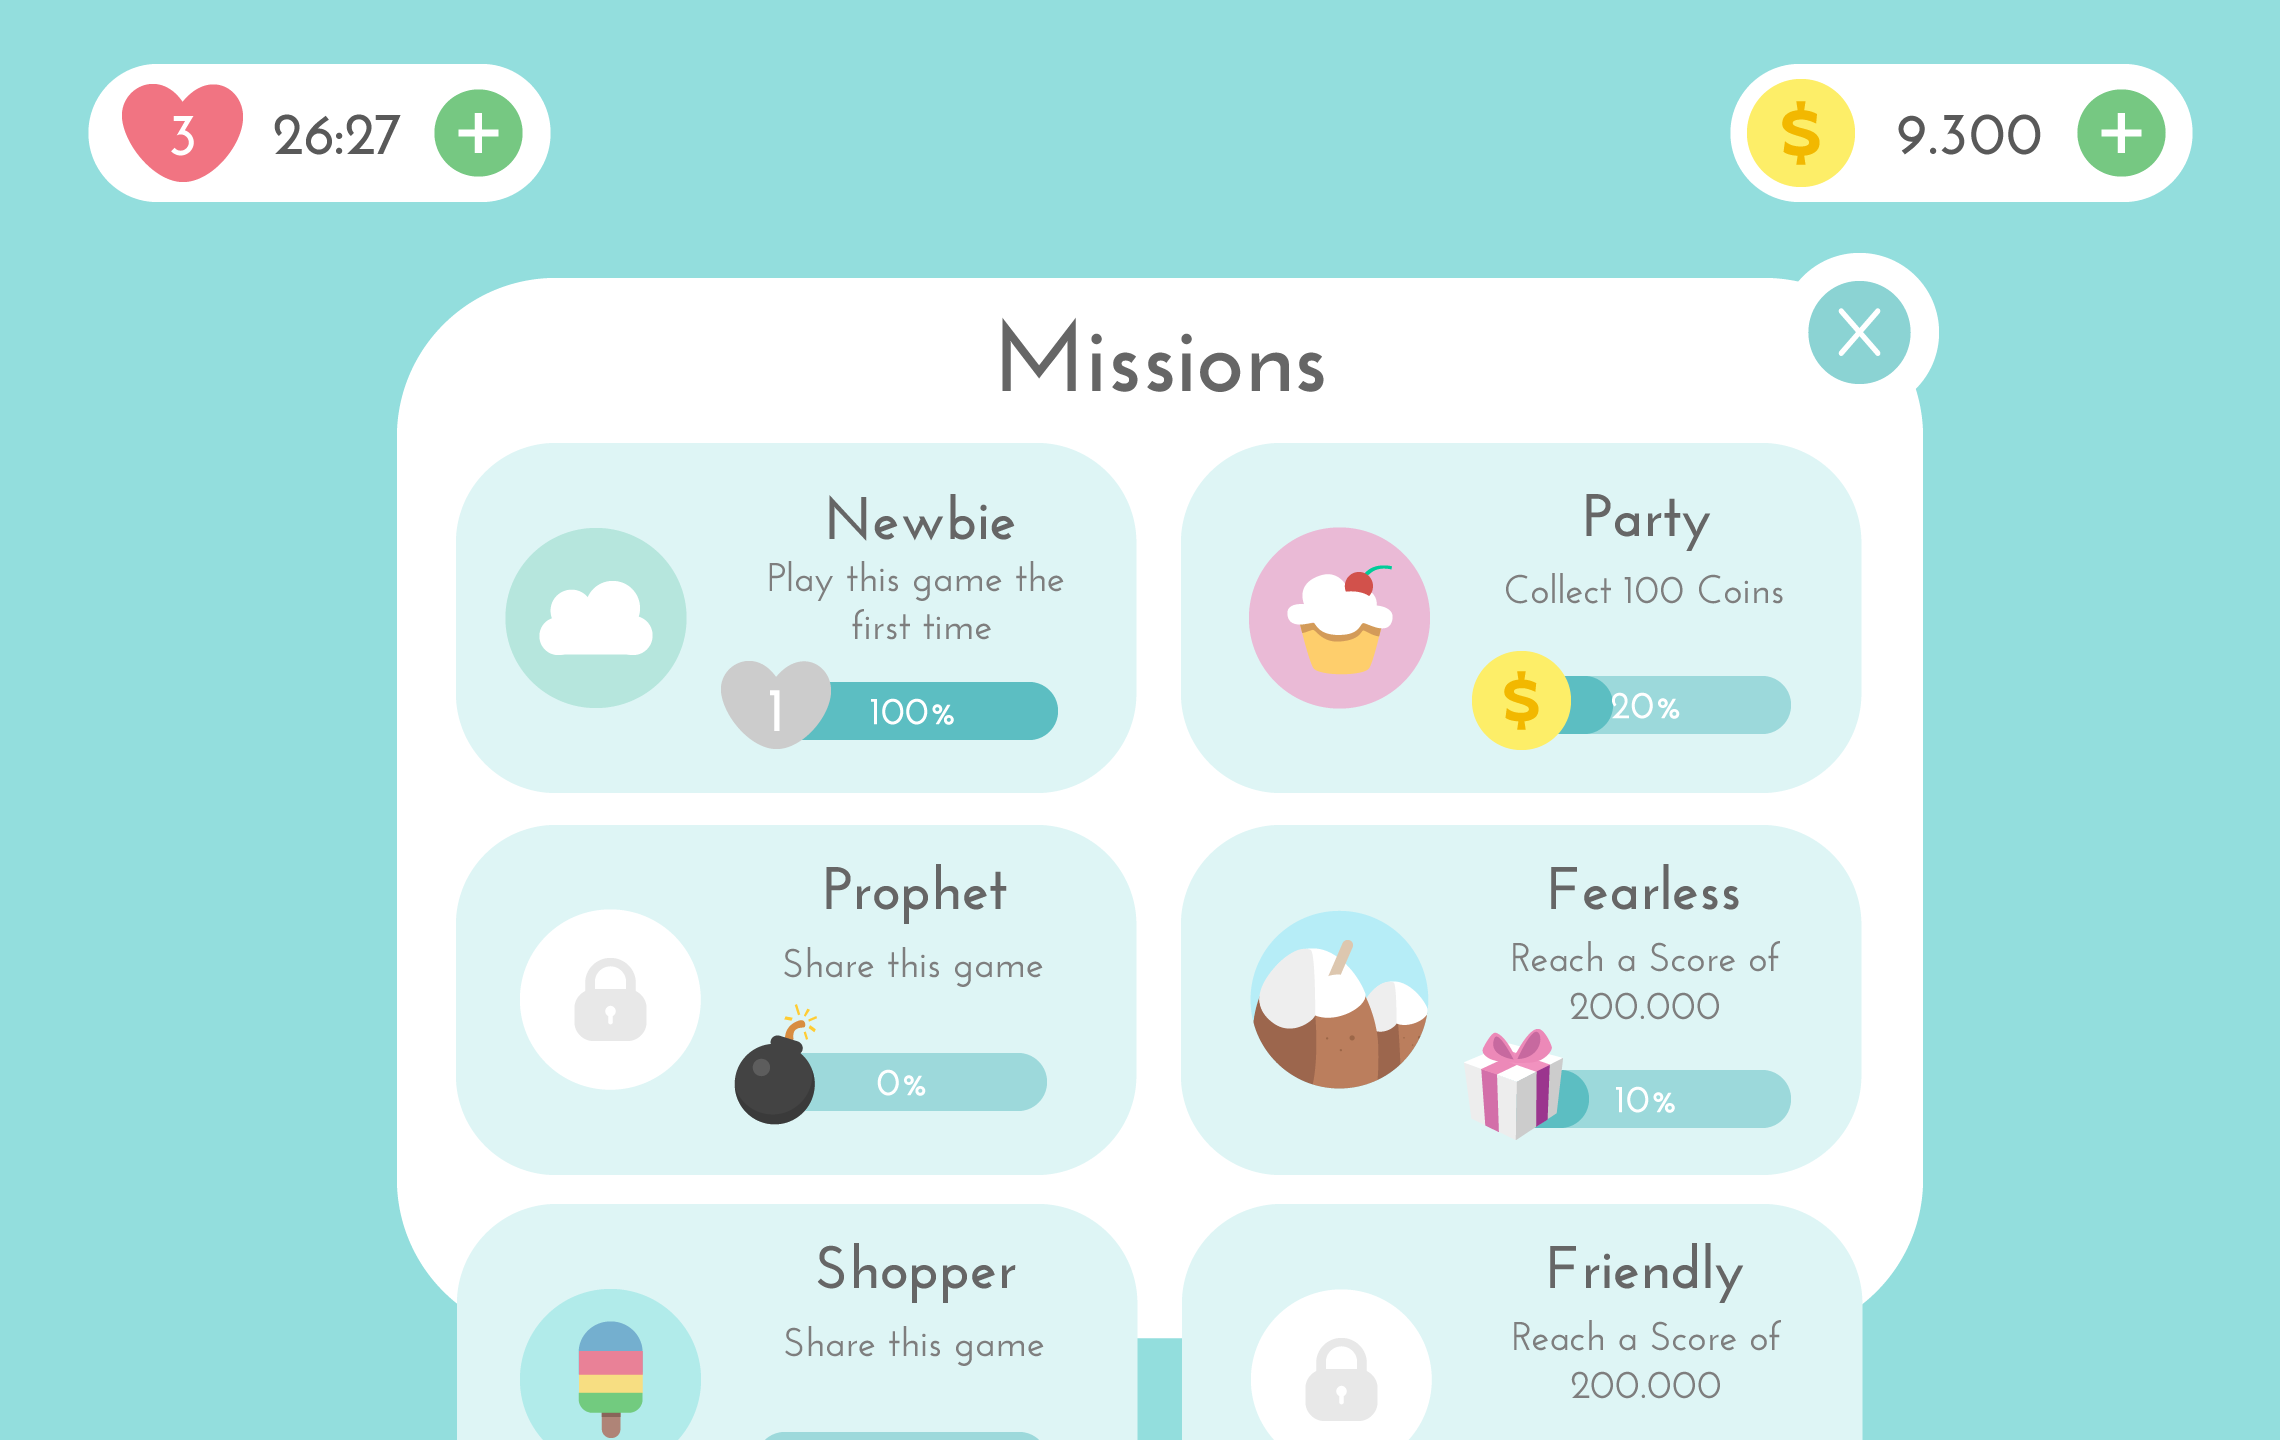 3
26:27
+
$
9.300
+
Missions
X
Newbie
Play this game the
first time
1
100%
Party
Collect 100 Coins
$
20%
Prophet
Share this game
0%
Fearless
Reach a Score of
200.000
10%
Shopper
Share this game
Friendly
Reach a Score of
200.000